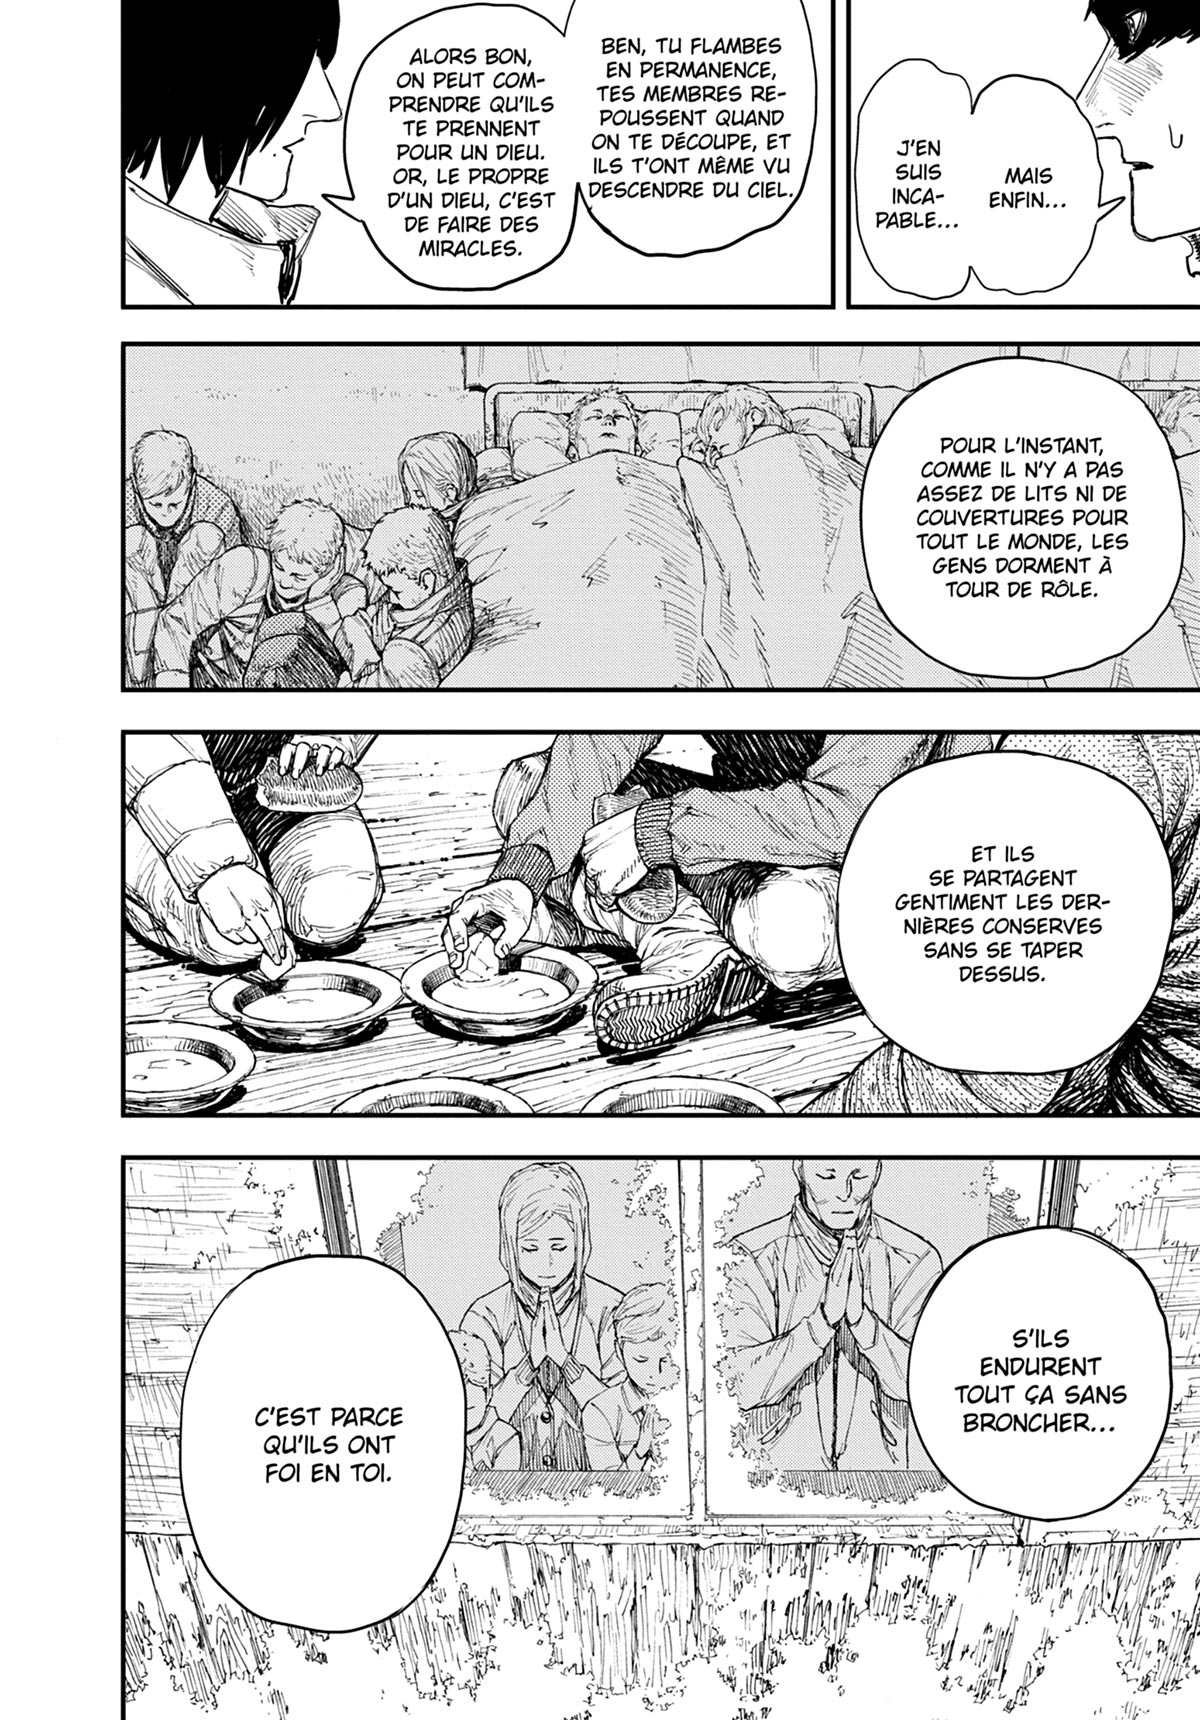 MAIS
ENFIN...
J'EN
SUIS
INCA-
PABLE...
BEN, TU FLAMBES
EN PERMANENCE,
TES MEMBRES RE-
POUSSENT QUAND
ON TE DÉCOUPE, ET
ILS T'ONT MÊME VU
DESCENDRE DU CIEL.
ALORS BON,
ON PEUT COM-
PRENDRE QU'ILS
TE PRENNENT
POUR UN DIEU.
OR, LE PROPRE
D'UN DIEU, C'EST
DE FAIRE DES
MIRACLES.
POUR L'INSTANT,
COMME IL N'Y A PAS
ASSEZ DE LITS NI DE
COUVERTURES POUR
TOUT LE MONDE, LES
GENS DORMENT À
TOUR DE RÔLE.
ET ILS
SE PARTAGENT
GENTIMENT LES DER-
NIÈRES CONSERVES
SANS SE TAPER
DESSUS.
S'ILS
ENDURENT
TOUT ÇA SANS
BRONCHER...
C'EST PARCE
QU'ILS ONT
FOI EN TOI.